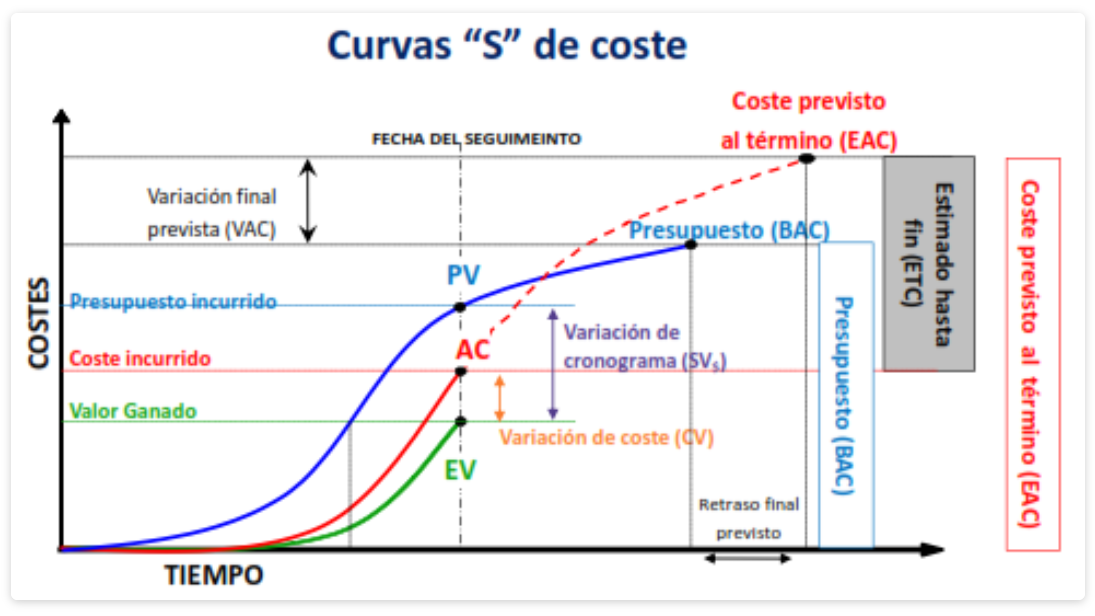 Curvas “S” de coste
Coste previsto
al término (EAC)
FECHA DEL SEGUIMEINTO
Variación final
prevista (VAC)
Presupuesto (BAC)
PV
Presupuesto incurrido
Variación de
cronograma (SVₛ)
AC
Coste incurrido
Valor Ganado
Variación de coste (CV)
EV
Retraso final
previsto
COSTES
TIEMPO
Presupuesto (BAC)
Estimado hasta
fin (ETC)
Coste previsto al término (EAC)